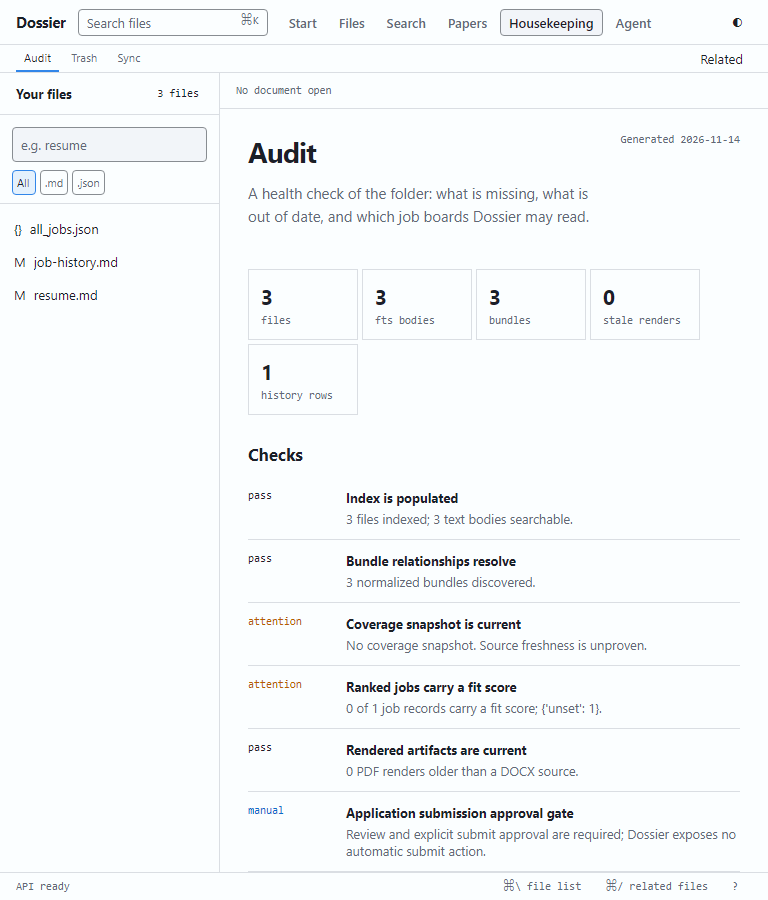 Dossier
Search files ⌘K
Start Files Search Papers Housekeeping Agent
Audit Trash Sync
Related
Your files 3 files
No document open
e.g. resume
All .md .json
{} all_jobs.json
M job-history.md
M resume.md
Audit
Generated 2026-11-14
A health check of the folder: what is missing, what is
out of date, and which job boards Dossier may read.
3
files
3
fts bodies
3
bundles
0
stale renders
1
history rows
Checks
pass
Index is populated
3 files indexed; 3 text bodies searchable.
pass
Bundle relationships resolve
3 normalized bundles discovered.
attention
Coverage snapshot is current
No coverage snapshot. Source freshness is unproven.
attention
Ranked jobs carry a fit score
0 of 1 job records carry a fit score; {'unset': 1}.
pass
Rendered artifacts are current
0 PDF renders older than a DOCX source.
manual
Application submission approval gate
Review and explicit submit approval are required; Dossier exposes no
automatic submit action.
API ready
⌘\ file list ⌘/ related files ?